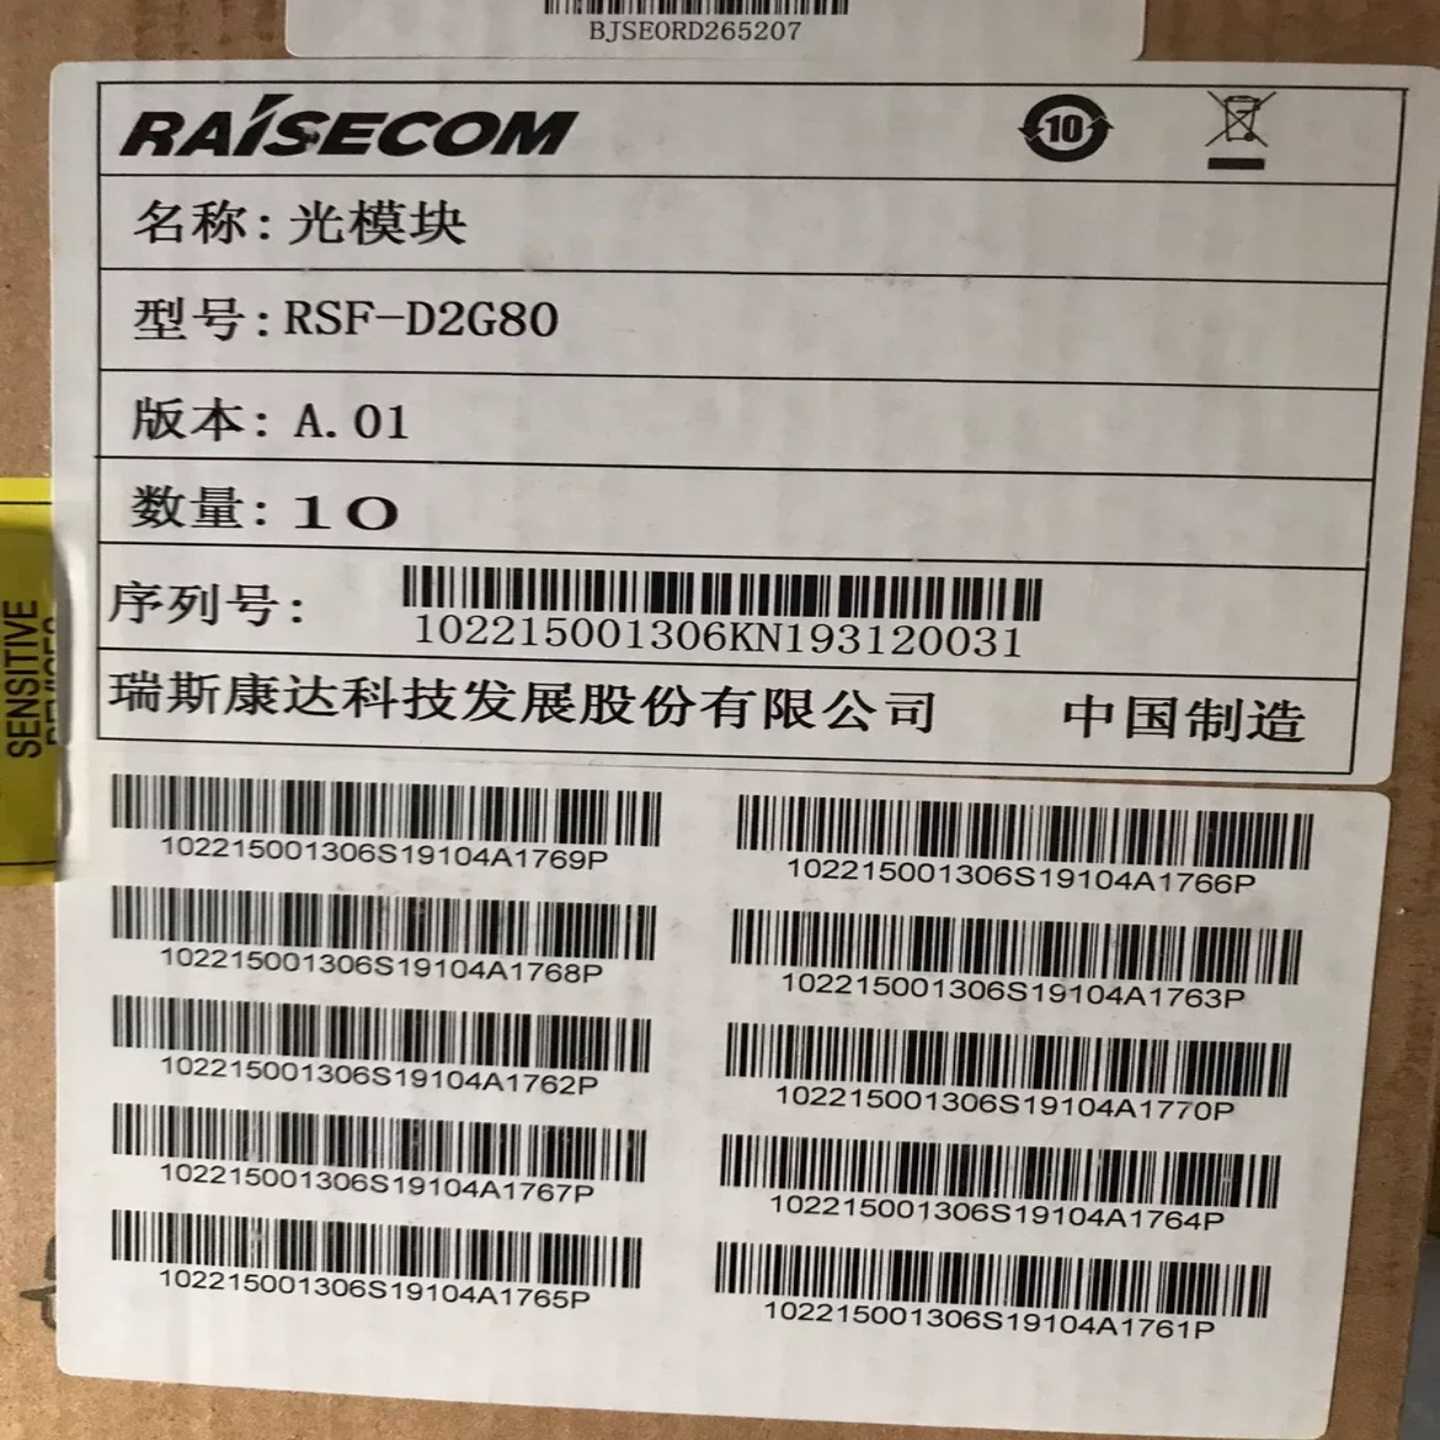 BJSEORD265207
RAISECOM
10
名称:光模块
型号:RSF-D2G80
版本: A.01
数量: 10
序列号:
102215001306KN193120031
瑞斯康达科技发展股份有限公司 中国制造
SENSITIVE
102215001306S19104A1769P
102215001306S19104A1766P
102215001306S19104A1768P
102215001306S19104A1763P
102215001306S19104A1762P
102215001306S19104A1770P
102215001306S19104A1767P
102215001306S19104A1764P
102215001306S19104A1765P
102215001306S19104A1761P